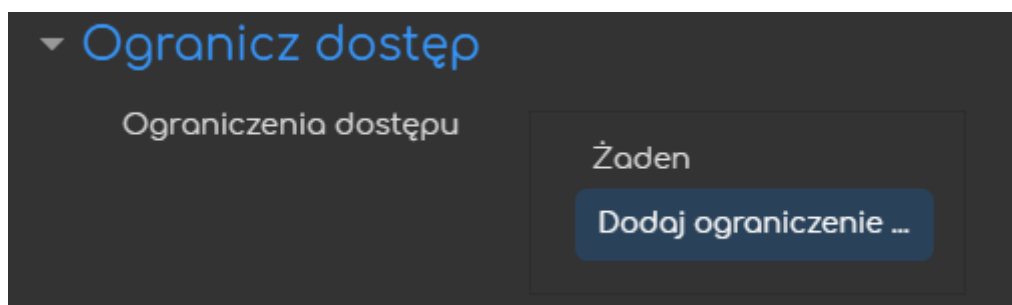 Ogranicz dostęp
Ograniczenia dostępu
Żaden
Dodaj ograniczenie ...